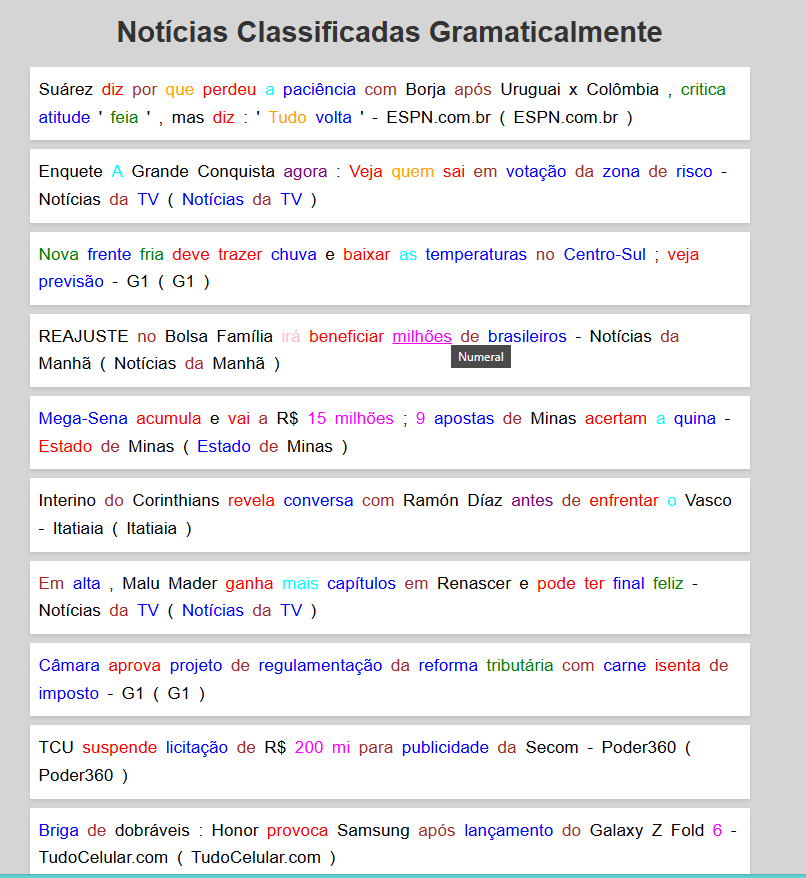 Notícias Classificadas Gramaticalmente
Suárez diz por que perdeu a paciência com Borja após Uruguai x Colômbia , critica
atitude ' feia ' , mas diz : ' Tudo volta ' - ESPN.com.br ( ESPN.com.br )
Enquete A Grande Conquista agora : Veja quem sai em votação da zona de risco -
Notícias da TV ( Notícias da TV )
Nova frente fria deve trazer chuva e baixar as temperaturas no Centro-Sul ; veja
previsão - G1 ( G1 )
REAJUSTE no Bolsa Família irá beneficiar milhões de brasileiros - Notícias da
Numeral
Manhã ( Notícias da Manhã )
Mega-Sena acumula e vai a R$ 15 milhões ; 9 apostas de Minas acertam a quina -
Estado de Minas ( Estado de Minas )
Interino do Corinthians revela conversa com Ramón Díaz antes de enfrentar o Vasco
- Itatiaia ( Itatiaia )
Em alta , Malu Mader ganha mais capítulos em Renascer e pode ter final feliz -
Notícias da TV ( Notícias da TV )
Câmara aprova projeto de regulamentação da reforma tributária com carne isenta de
imposto - G1 ( G1 )
TCU suspende licitação de R$ 200 mi para publicidade da Secom - Poder360 (
Poder360 )
Briga de dobráveis : Honor provoca Samsung após lançamento do Galaxy Z Fold 6 -
TudoCelular.com ( TudoCelular.com )